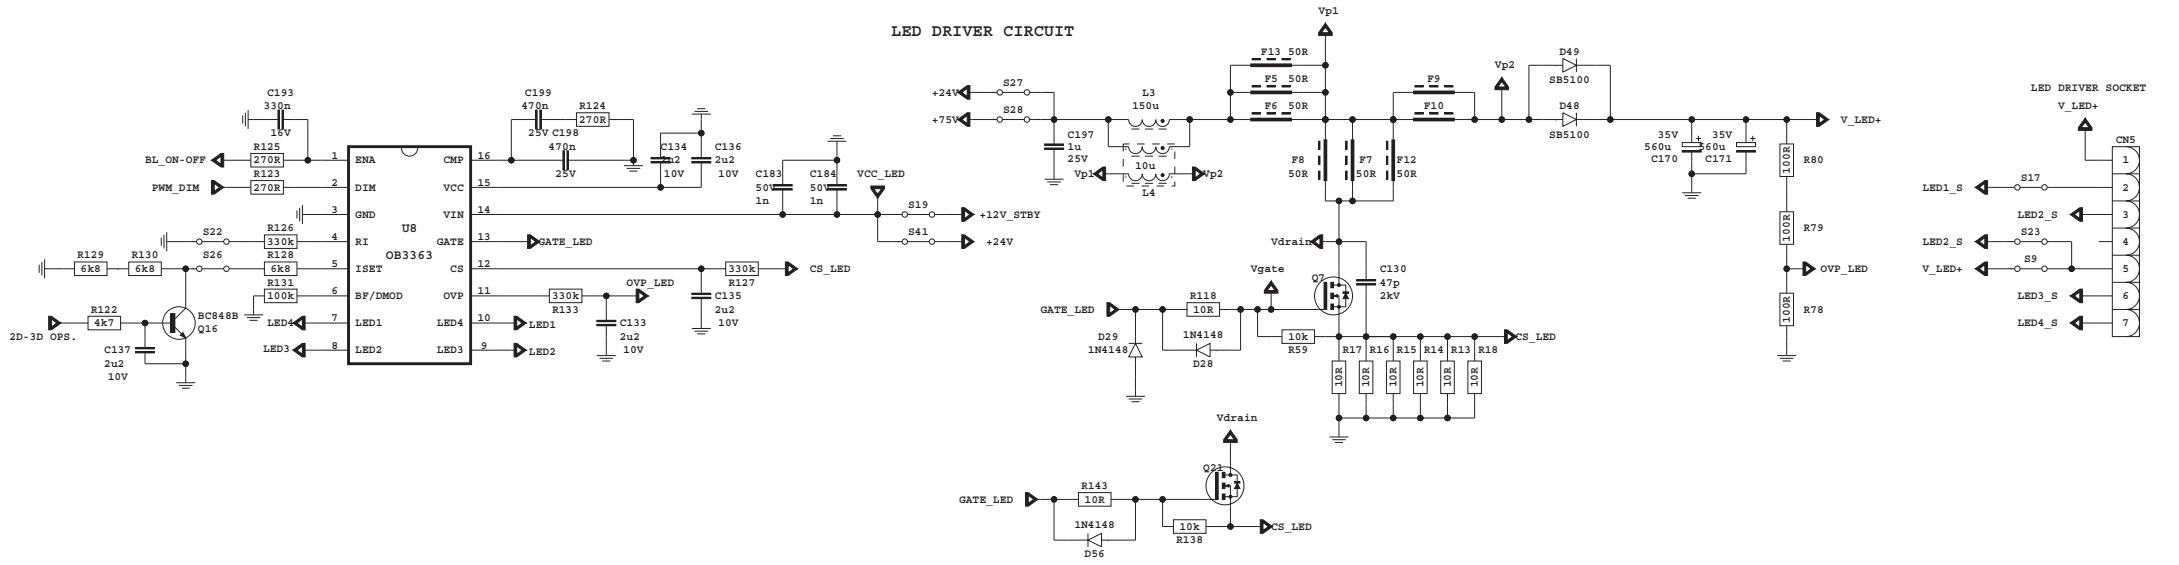 LED DRIVER CIRCUIT
C193
330n
16V
BL_ON-OFF
R125
270R
PWM_DIM
R123
270R
S22
R126
330k
R129
6k8
R130
6k8
S26
R128
6k8
R131
100k
R122
4k7
2D-3D OPS.
C137
2u2
10V
BC848B
Q16
LED4
LED3
1 ENA CMP 16
2 DIM VCC 15
3 GND VIN 14
4 RI GATE 13
5 ISET CS 12
6 BF/DMOD OVP 11
7 LED1 LED4 10
8 LED2 LED3 9
U8
OB3363
C199
470n
25V
R124
270R
C198
470n
25V
C134
2u2
10V
C136
2u2
10V
C183
50V
1n
C184
50V
1n
VCC_LED
S19
+12V_STBY
S41
+24V
GATE_LED
330k
R127
CS_LED
C135
2u2
10V
330k
R133
OVP_LED
C133
2u2
10V
LED1
LED2
+24V
S27
+75V
S28
C197
1u
25V
L3
150u
10u
L4
Vp1
Vp2
Vp1
F13 50R
F5 50R
F6 50R
F8
50R
F7
50R
F12
50R
F9
F10
Vp2
D49
SB5100
D48
SB5100
V_LED+
35V
560u
C170
35V
560u
C171
100R
R80
100R
R79
OVP_LED
100R
R78
Vdrain
Vgate
Q7
C130
47p
2kV
GATE_LED
R118
10R
D29
1N4148
1N4148
D28
10k
R59
CS_LED
R17 R16 R15 R14 R13 R18
10R 10R 10R 10R 10R 10R
Vdrain
Q21
GATE_LED
R143
10R
1N4148
D56
10k
R138
CS_LED
LED DRIVER SOCKET
V_LED+
CN5
1
LED1_S
S17
2
LED2_S
3
LED2_S
S23
4
V_LED+
S9
5
LED3_S
6
LED4_S
7